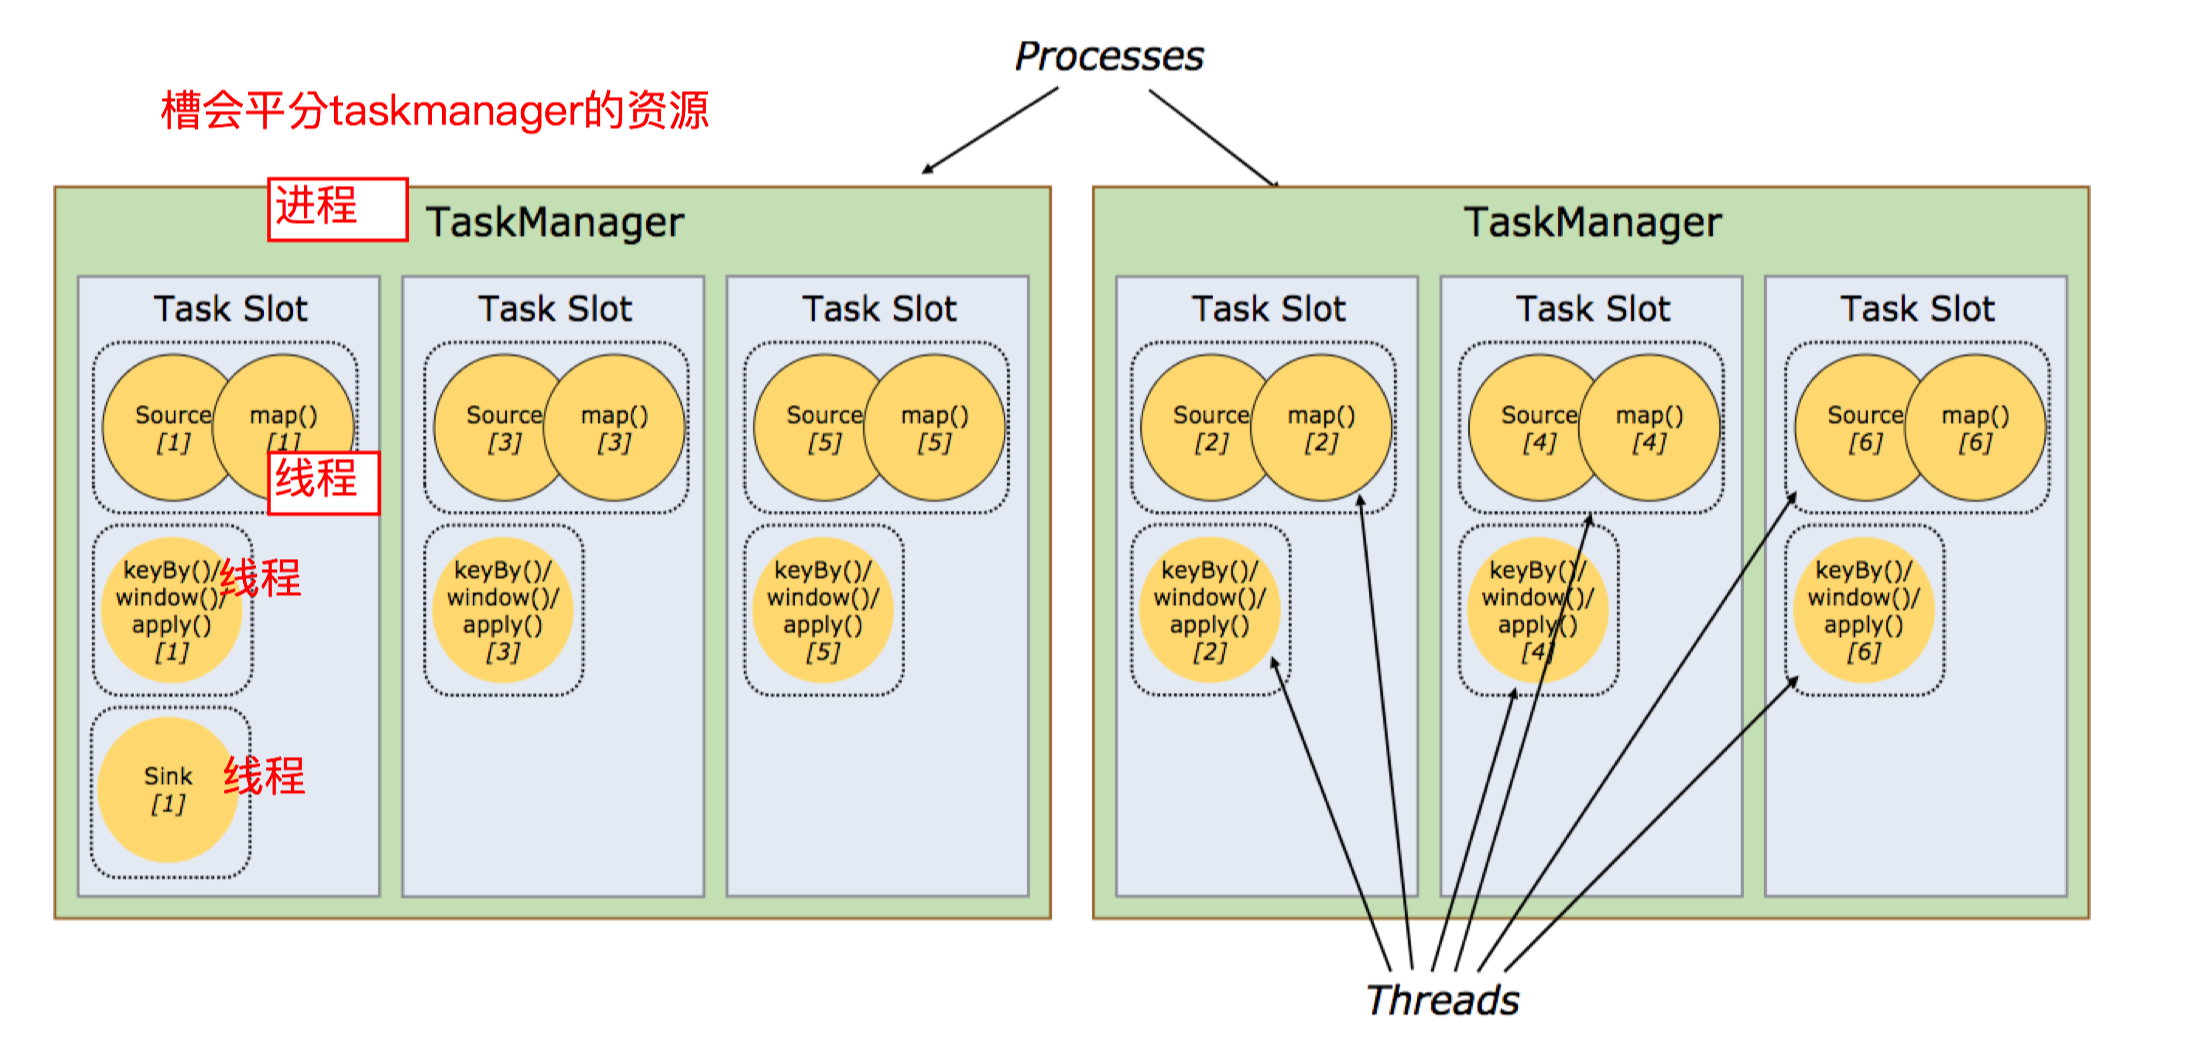 Processes
槽会平分taskmanager的资源
进程
TaskManager
Task Slot
Task Slot
Task Slot
Source
[1]
map()
[1]
Source
[3]
map()
[3]
Source
[5]
map()
[5]
线程
keyBy()/
window()/
apply()
[1]
线程
keyBy()/
window()/
apply()
[3]
keyBy()/
window()/
apply()
[5]
Sink
[1]
线程
TaskManager
Task Slot
Task Slot
Task Slot
Source
[2]
map()
[2]
Source
[4]
map()
[4]
Source
[6]
map()
[6]
keyBy()/
window()/
apply()
[2]
keyBy()/
window()/
apply()
[4]
keyBy()/
window()/
apply()
[6]
Threads